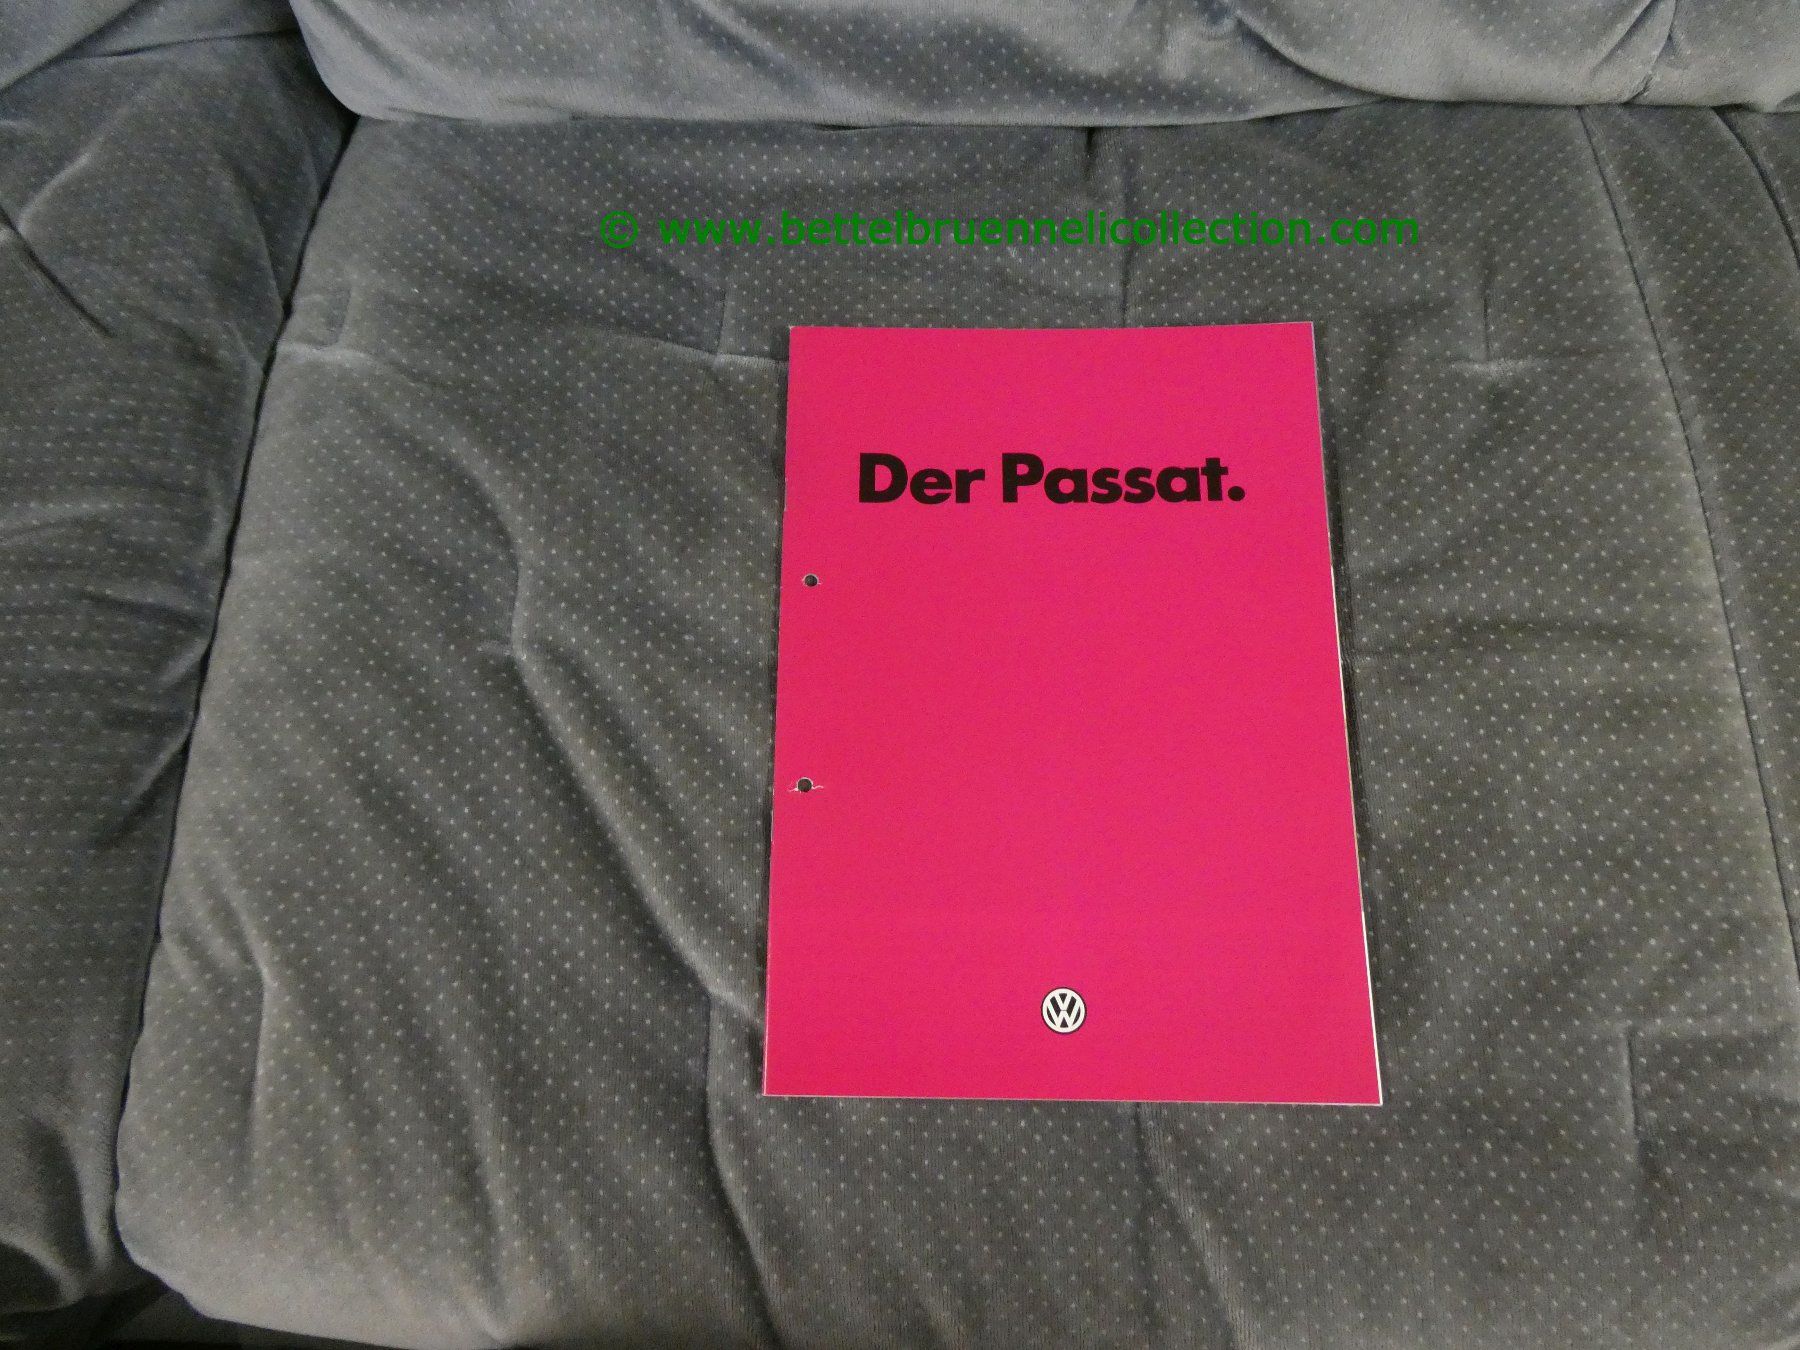 © www.bettelbruennelicollection.com
Der Passat.
VW